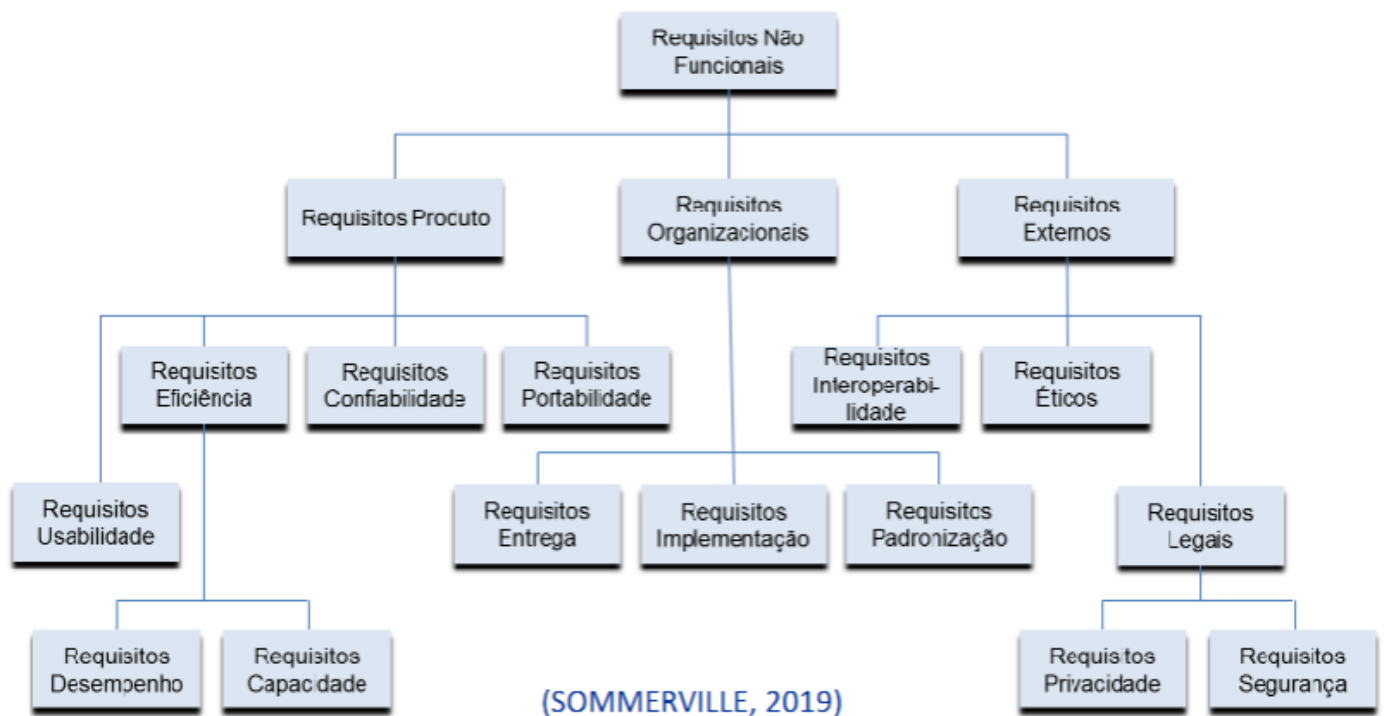 Requisitos Não
Funcionais
Requisitos Produto
Requisitos
Organizacionais
Requisitos
Externos
Requisitos
Eficiência
Requisitos
Confiabilidade
Requisitos
Portabilidade
Requisitos
Interoperabi-
lidade
Requisitos
Éticos
Requisitos
Usabilidade
Requisitos
Entrega
Requisitos
Implementação
Requisitos
Padronização
Requisitos
Legais
Requisitos
Desempenho
Requisitos
Capacidade
Requisitos
Privacidade
Requisitos
Segurança
(SOMMERVILLE, 2019)